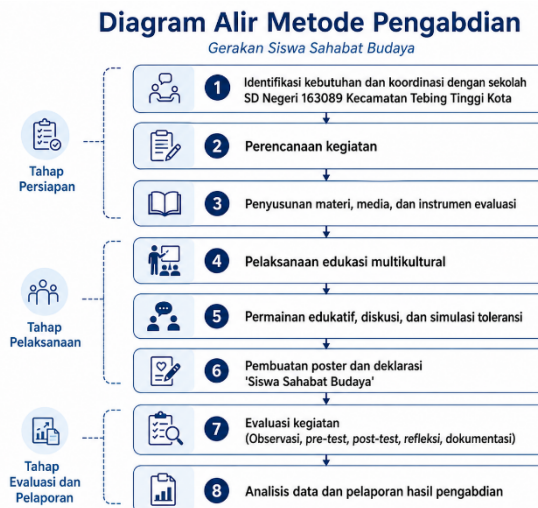 Diagram Alir Metode Pengabdian
Gerakan Siswa Sahabat Budaya
Tahap
Persiapan
1 Identifikasi kebutuhan dan koordinasi dengan sekolah
SD Negeri 163089 Kecamatan Tebing Tinggi Kota
2 Perencanaan kegiatan
3 Penyusunan materi, media, dan instrumen evaluasi
Tahap
Pelaksanaan
4 Pelaksanaan edukasi multikultural
5 Permainan edukatif, diskusi, dan simulasi toleransi
6 Pembuatan poster dan deklarasi
'Siswa Sahabat Budaya'
Tahap
Evaluasi dan
Pelaporan
7 Evaluasi kegiatan
(Observasi, pre-test, post-test, refleksi, dokumentasi)
8 Analisis data dan pelaporan hasil pengabdian